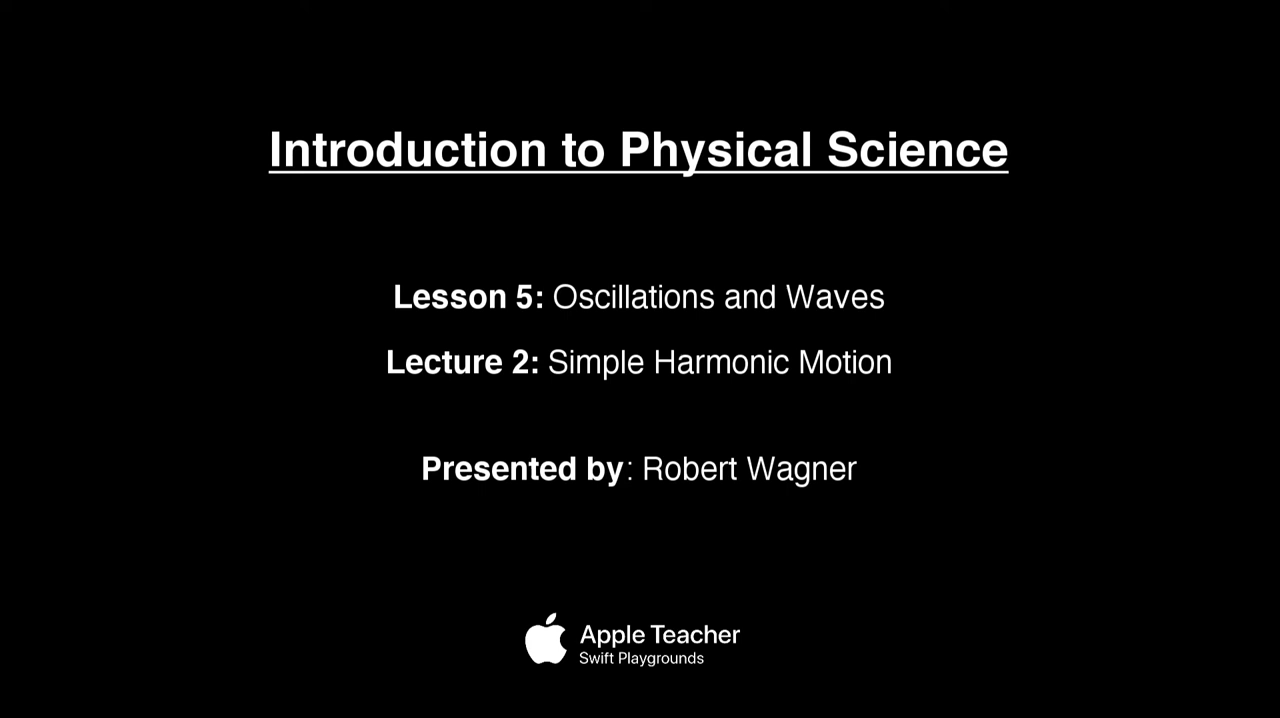 Introduction to Physical Science
Lesson 5: Oscillations and Waves
Lecture 2: Simple Harmonic Motion
Presented by: Robert Wagner
Apple Teacher
Swift Playgrounds